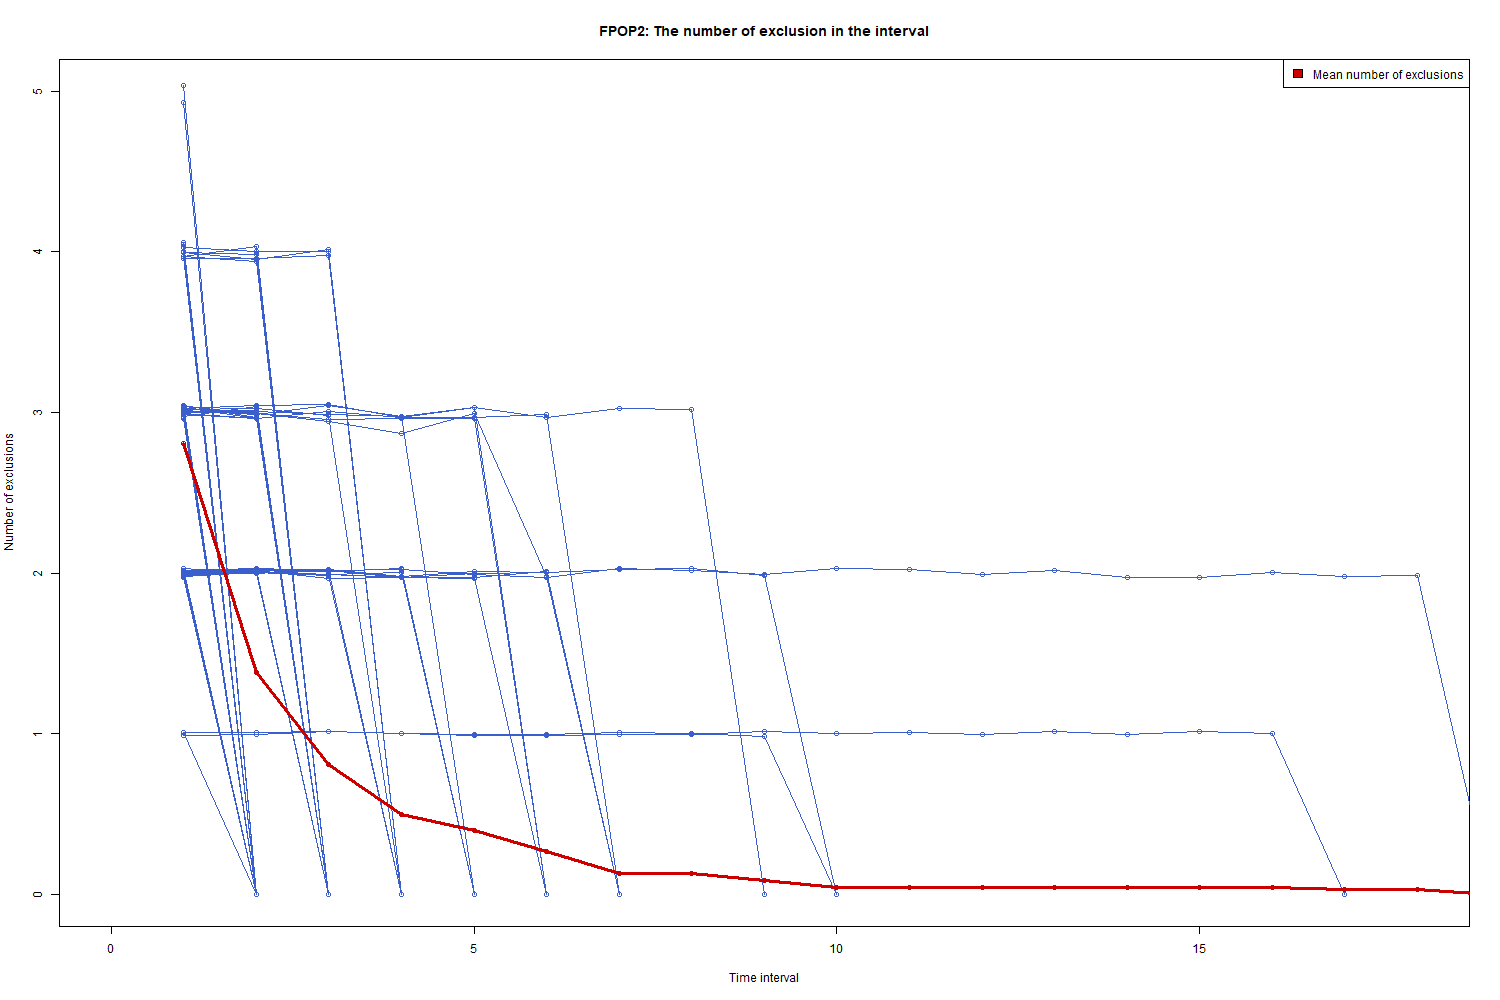 FPOP2: The number of exclusion in the interval
Mean number of exclusions
Number of exclusions
5
4
3
2
1
0
0 5 10 15
Time interval